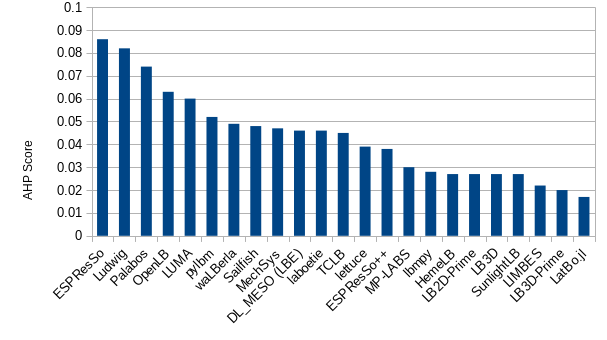 0.1
0.09
0.08
0.07
0.06
0.05
0.04
0.03
0.02
0.01
0
AHP Score
ESPResSo
Ludwig
Palabos
OpenLB
LUMA
pylbm
waLBerla
Sailfish
MechSys
DL_MESO (LBE)
laboetie
TCLB
lettuce
ESPResSo++
MP-LABS
lbmpy
HemeLB
LB2D-Prime
LB3D
SunlightLB
LIMBES
LB3D-Prime
LatBo.jl